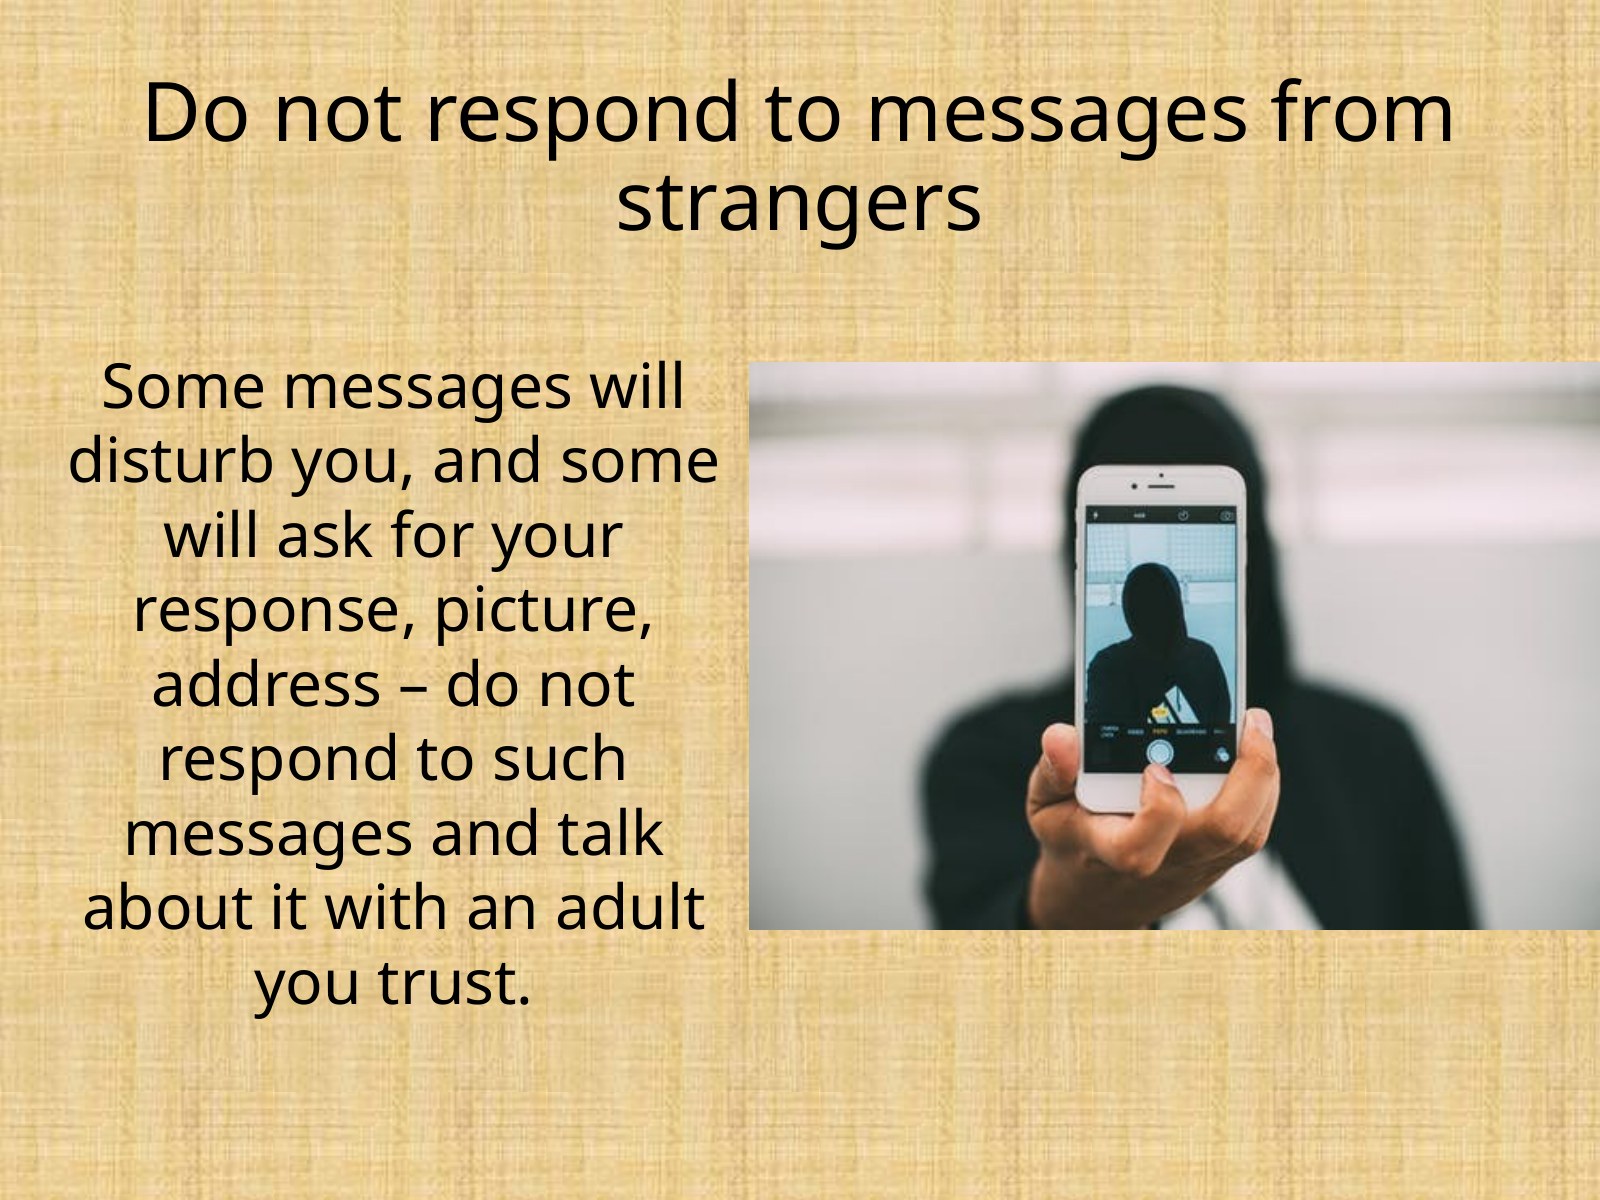 Do not respond to messages from
strangers
Some messages will
disturb you, and some
will ask for your
response, picture,
address – do not
respond to such
messages and talk
about it with an adult
you trust.